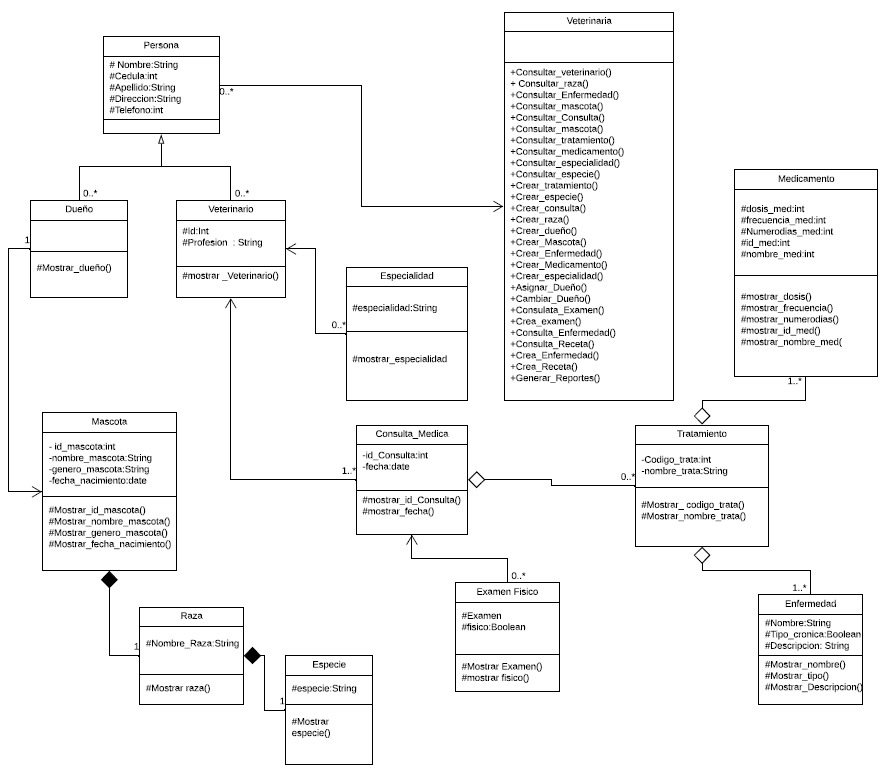 Persona
# Nombre:String
#Cedula:int
#Apellido:String
#Direccion:String
#Telefono:int
0..*
Veterinaria
+Consultar_veterinario()
+ Consultar_raza()
+Consultar_Enfermedad()
+Consultar_mascota()
+Consultar_Consulta()
+Consultar_mascota()
+Consultar_tratamiento()
+Consultar_medicamento()
+Consultar_especialidad()
+Consultar_especie()
+Crear_tratamiento()
+Crear_especie()
+Crear_consulta()
+Crear_raza()
+Crear_dueño()
+Crear_Mascota()
+Crear_Enfermedad()
+Crear_Medicamento()
+Crear_especialidad()
+Asignar_Dueño()
+Cambiar_Dueño()
+Consulata_Examen()
+Crea_examen()
+Consulta_Enfermedad()
+Consulta_Receta()
+Crea_Enfermedad()
+Crea_Receta()
+Generar_Reportes()
Medicamento
#dosis_med:int
#frecuencia_med:int
#Numerodias_med:int
#id_med:int
#nombre_med:int
#mostrar_dosis()
#mostrar_frecuencia()
#mostrar_numerodias()
#mostrar_id_med()
#mostrar_nombre_med(
1..*
0..*
Dueño
#Mostrar_dueño()
1
0..*
Veterinario
#Id:Int
#Profesion : String
#mostrar _Veterinario()
Especialidad
#especialidad:String
#mostrar_especialidad
0..*
Mascota
- id_mascota:int
-nombre_mascota:String
-genero_mascota:String
-fecha_nacimiento:date
#Mostrar_id_mascota()
#Mostrar_nombre_mascota()
#Mostrar_genero_mascota()
#Mostrar_fecha_nacimiento()
Consulta_Medica
-id_Consulta:int
-fecha:date
#mostrar_id_Consulta()
#mostrar_fecha()
1..*
Tratamiento
-Codigo_trata:int
-nombre_trata:String
#Mostrar_ codigo_trata()
#Mostrar_nombre_trata()
0..*
0..*
Examen Fisico
#Examen
#fisico:Boolean
#Mostrar Examen()
#mostrar fisico()
1..*
Enfermedad
#Nombre:String
#Tipo_cronica:Boolean
#Descripcion: String
#Mostrar_nombre()
#Mostrar_tipo()
#Mostrar_Descripcion()
Raza
#Nombre_Raza:String
#Mostrar raza()
1
Especie
#especie:String
#Mostrar
especie()
1